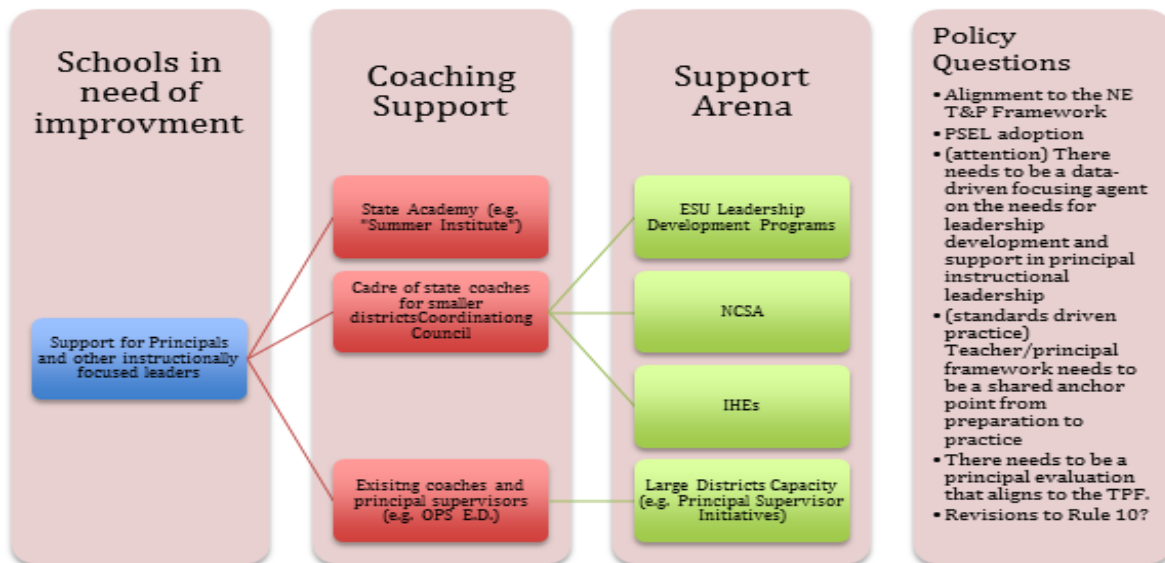 Schools in
need of
improvment
Support for Principals
and other instructionally
focused leaders
Coaching
Support
State Academy (e.g.
"Summer Institute")
Cadre of state coaches
for smaller
districtsCoordinationg
Council
Exisitng coaches and
principal supervisors
(e.g. OPS E.D.)
Support
Arena
ESU Leadership
Development Programs
NCSA
IHEs
Large Districts Capacity
(e.g. Principal Supervisor
Initiatives)
Policy
Questions
• Alignment to the NE
T&P Framework
• PSEL adoption
• (attention) There
needs to be a data-
driven focusing agent
on the needs for
leadership
development and
support in principal
instructional
leadership
• (standards driven
practice)
Teacher/principal
framework needs to
be a shared anchor
point from
preparation to
practice
• There needs to be a
principal evaluation
that aligns to the TPF.
• Revisions to Rule 10?